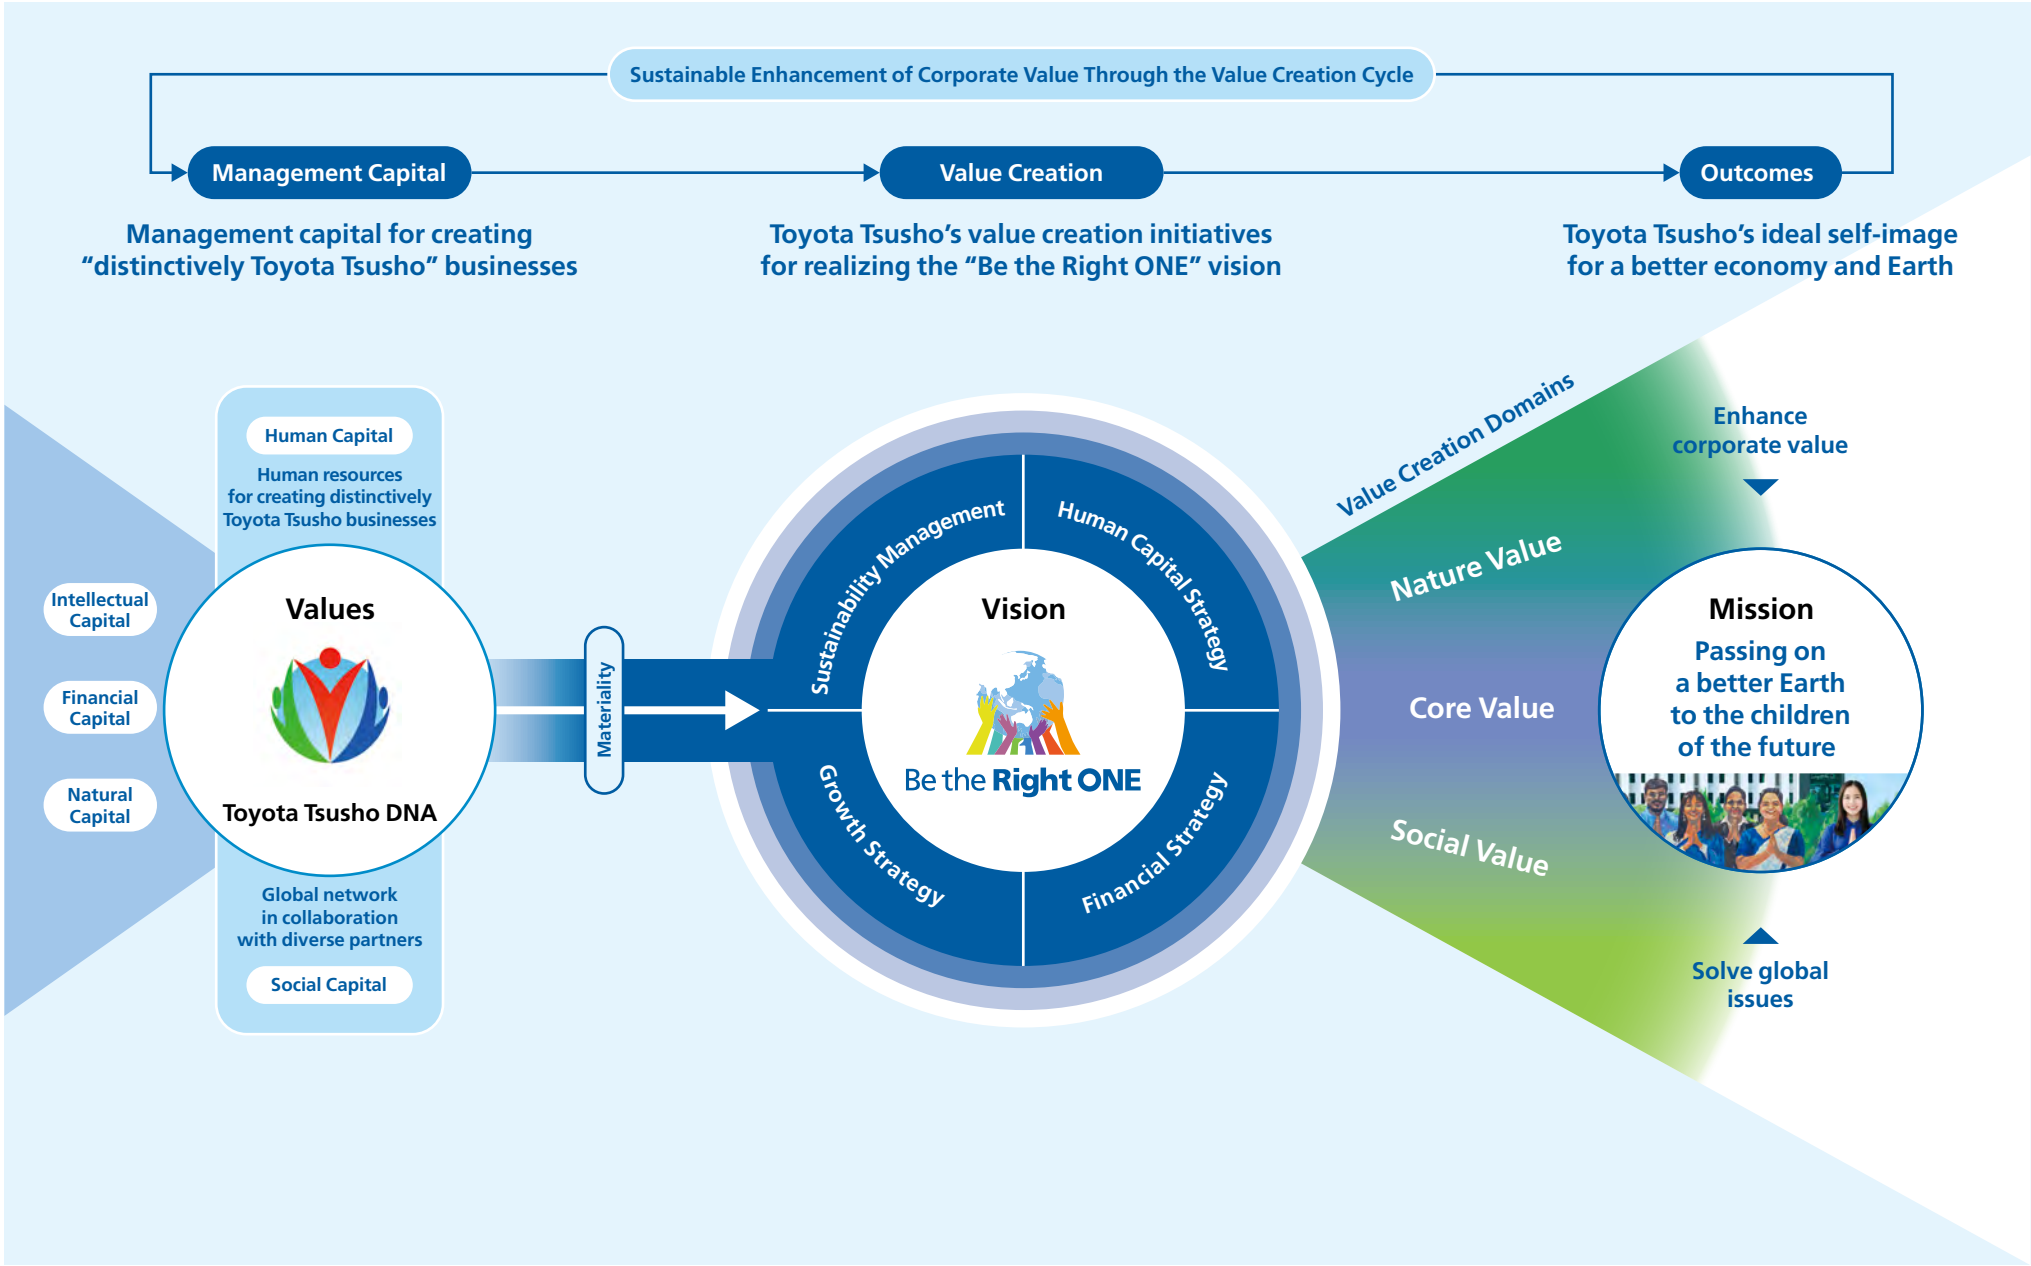 Sustainable Enhancement of Corporate Value Through the Value Creation Cycle
Management Capital
Value Creation
Outcomes
Management capital for creating
“distinctively Toyota Tsusho” businesses
Toyota Tsusho’s value creation initiatives
for realizing the “Be the Right ONE” vision
Toyota Tsusho’s ideal self-image
for a better economy and Earth
Human Capital
Human resources
for creating distinctively
Toyota Tsusho businesses
Intellectual
Capital
Financial
Capital
Natural
Capital
Values
Toyota Tsusho DNA
Global network
in collaboration
with diverse partners
Social Capital
Materiality
Sustainability Management
Human Capital Strategy
Growth Strategy
Financial Strategy
Vision
Be the Right ONE
Value Creation Domains
Nature Value
Core Value
Social Value
Enhance
corporate value
Mission
Passing on
a better Earth
to the children
of the future
Solve global
issues